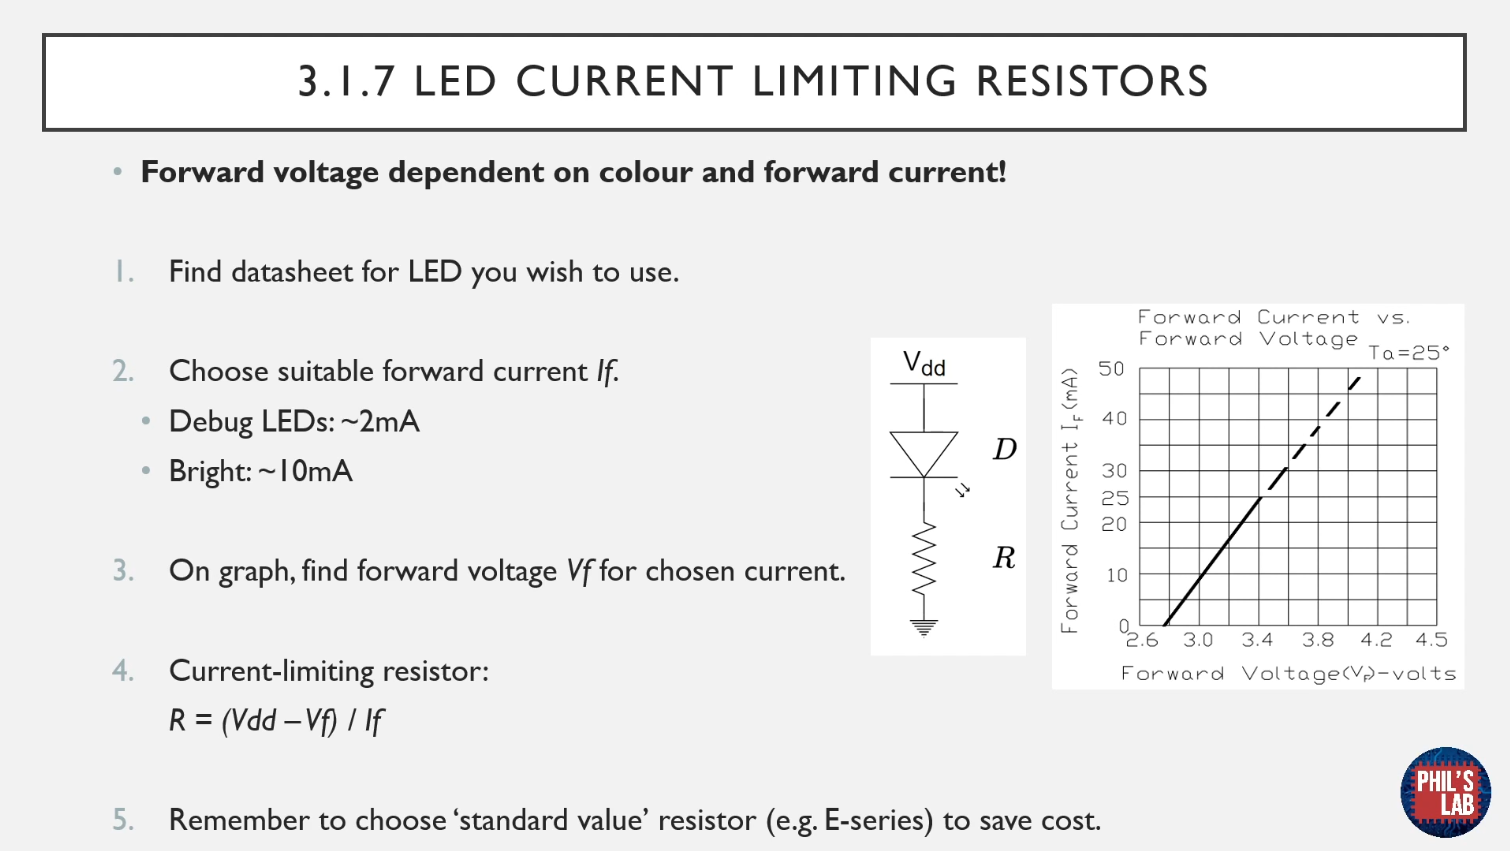 3.1.7 LED CURRENT LIMITING RESISTORS
• Forward voltage dependent on colour and forward current!
1. Find datasheet for LED you wish to use.
2. Choose suitable forward current If.
• Debug LEDs: ~2mA
• Bright: ~10mA
3. On graph, find forward voltage Vf for chosen current.
4. Current-limiting resistor:
R = (Vdd – Vf) / If
5. Remember to choose ‘standard value’ resistor (e.g. E-series) to save cost.
Vdd
D
R
Forward Current vs.
Forward Voltage
Ta=25°
Forward Current IF(mA)
50
40
30
25
20
10
0
2.6 3.0 3.4 3.8 4.2 4.5
Forward Voltage(VF)-volts
PHIL'S
LAB